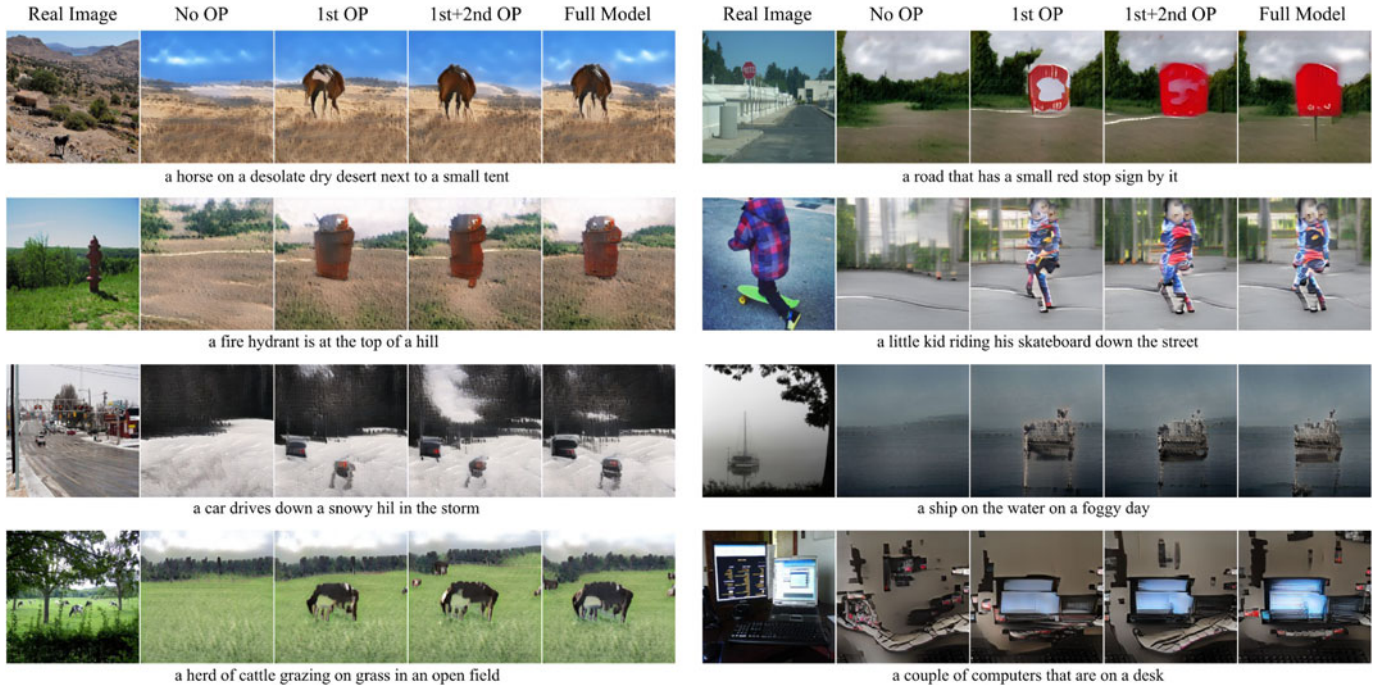 Real Image No OP 1st OP 1st+2nd OP Full Model
a horse on a desolate dry desert next to a small tent
a fire hydrant is at the top of a hill
a car drives down a snowy hil in the storm
a herd of cattle grazing on grass in an open field
Real Image No OP 1st OP 1st+2nd OP Full Model
a road that has a small red stop sign by it
a little kid riding his skateboard down the street
a ship on the water on a foggy day
a couple of computers that are on a desk